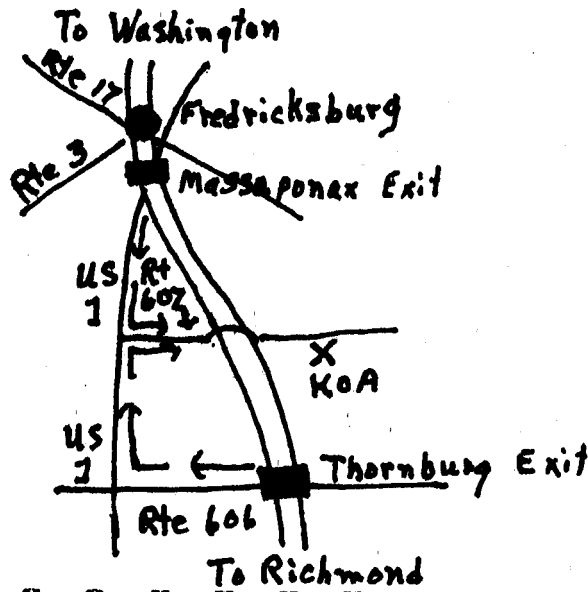 To Washington
Rte 17
Fredricksburg
Rte 3
Massaponax Exit
US
1
Rt
607
X
KOA
US
1
Thornburg Exit
Rte 606
To Richmond